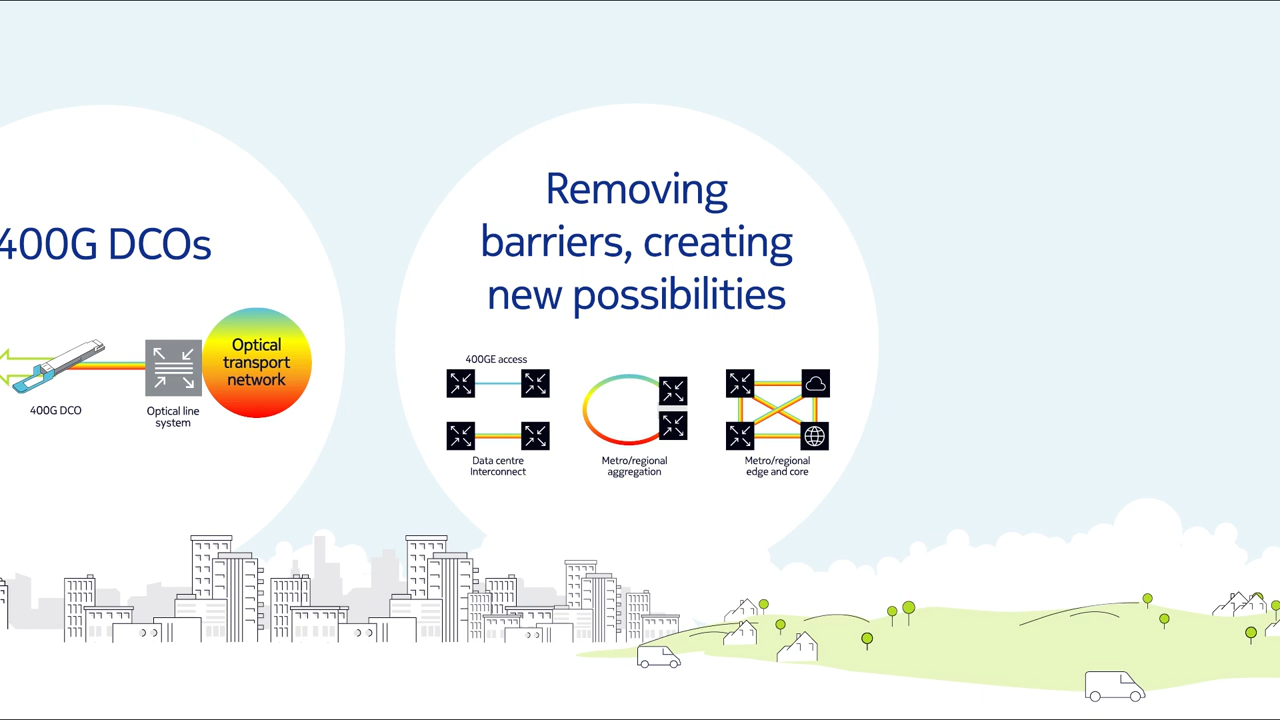 400G DCOs
Optical
transport
network
400G DCO
Optical line
system
Removing
barriers, creating
new possibilities
400GE access
Data centre
Interconnect
Metro/regional
aggregation
Metro/regional
edge and core